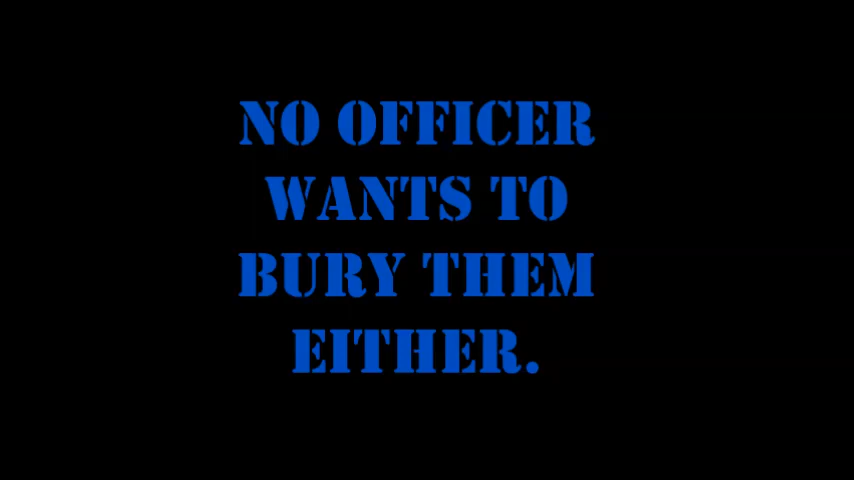 NO OFFICER
WANTS TO
BURY THEM
EITHER.